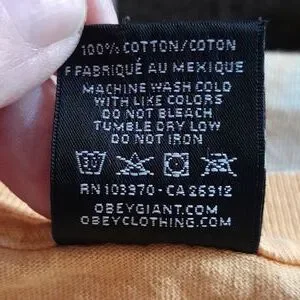 100% COTTON/COTON
FABRIQUÉ AU MEXIQUE
MACHINE WASH COLD
WITH LIKE COLORS
DO NOT BLEACH
TUMBLE DRY LOW
DO NOT IRON
30
RN 103970 - CA 26912
OBEYGIANT.COM
OBEYCLOTHING.COM